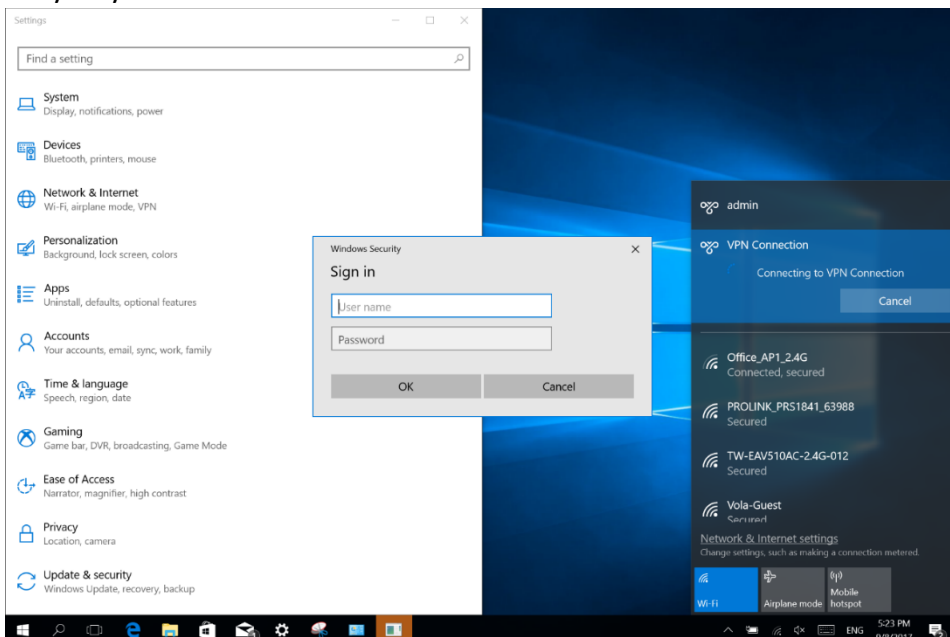 Settings
Find a setting
System
Display, notifications, power
Devices
Bluetooth, printers, mouse
Network & Internet
Wi-Fi, airplane mode, VPN
Personalization
Background, lock screen, colors
Apps
Uninstall, defaults, optional features
Accounts
Your accounts, email, sync, work, family
Time & language
Speech, region, date
Gaming
Game bar, DVR, broadcasting, Game Mode
Ease of Access
Narrator, magnifier, high contrast
Privacy
Location, camera
Update & security
Windows Update, recovery, backup
Windows Security
Sign in
User name
Password
OK Cancel
admin
VPN Connection
Connecting to VPN Connection
Cancel
Office_AP1_2.4G
Connected, secured
PROLINK_PRS1841_63988
Secured
TW-EAV510AC-2.4G-012
Secured
Vola-Guest
Secured
Network & Internet settings
Change settings, such as making a connection metered.
Wi-Fi
Airplane mode
Mobile
hotspot
ENG
5:23 PM